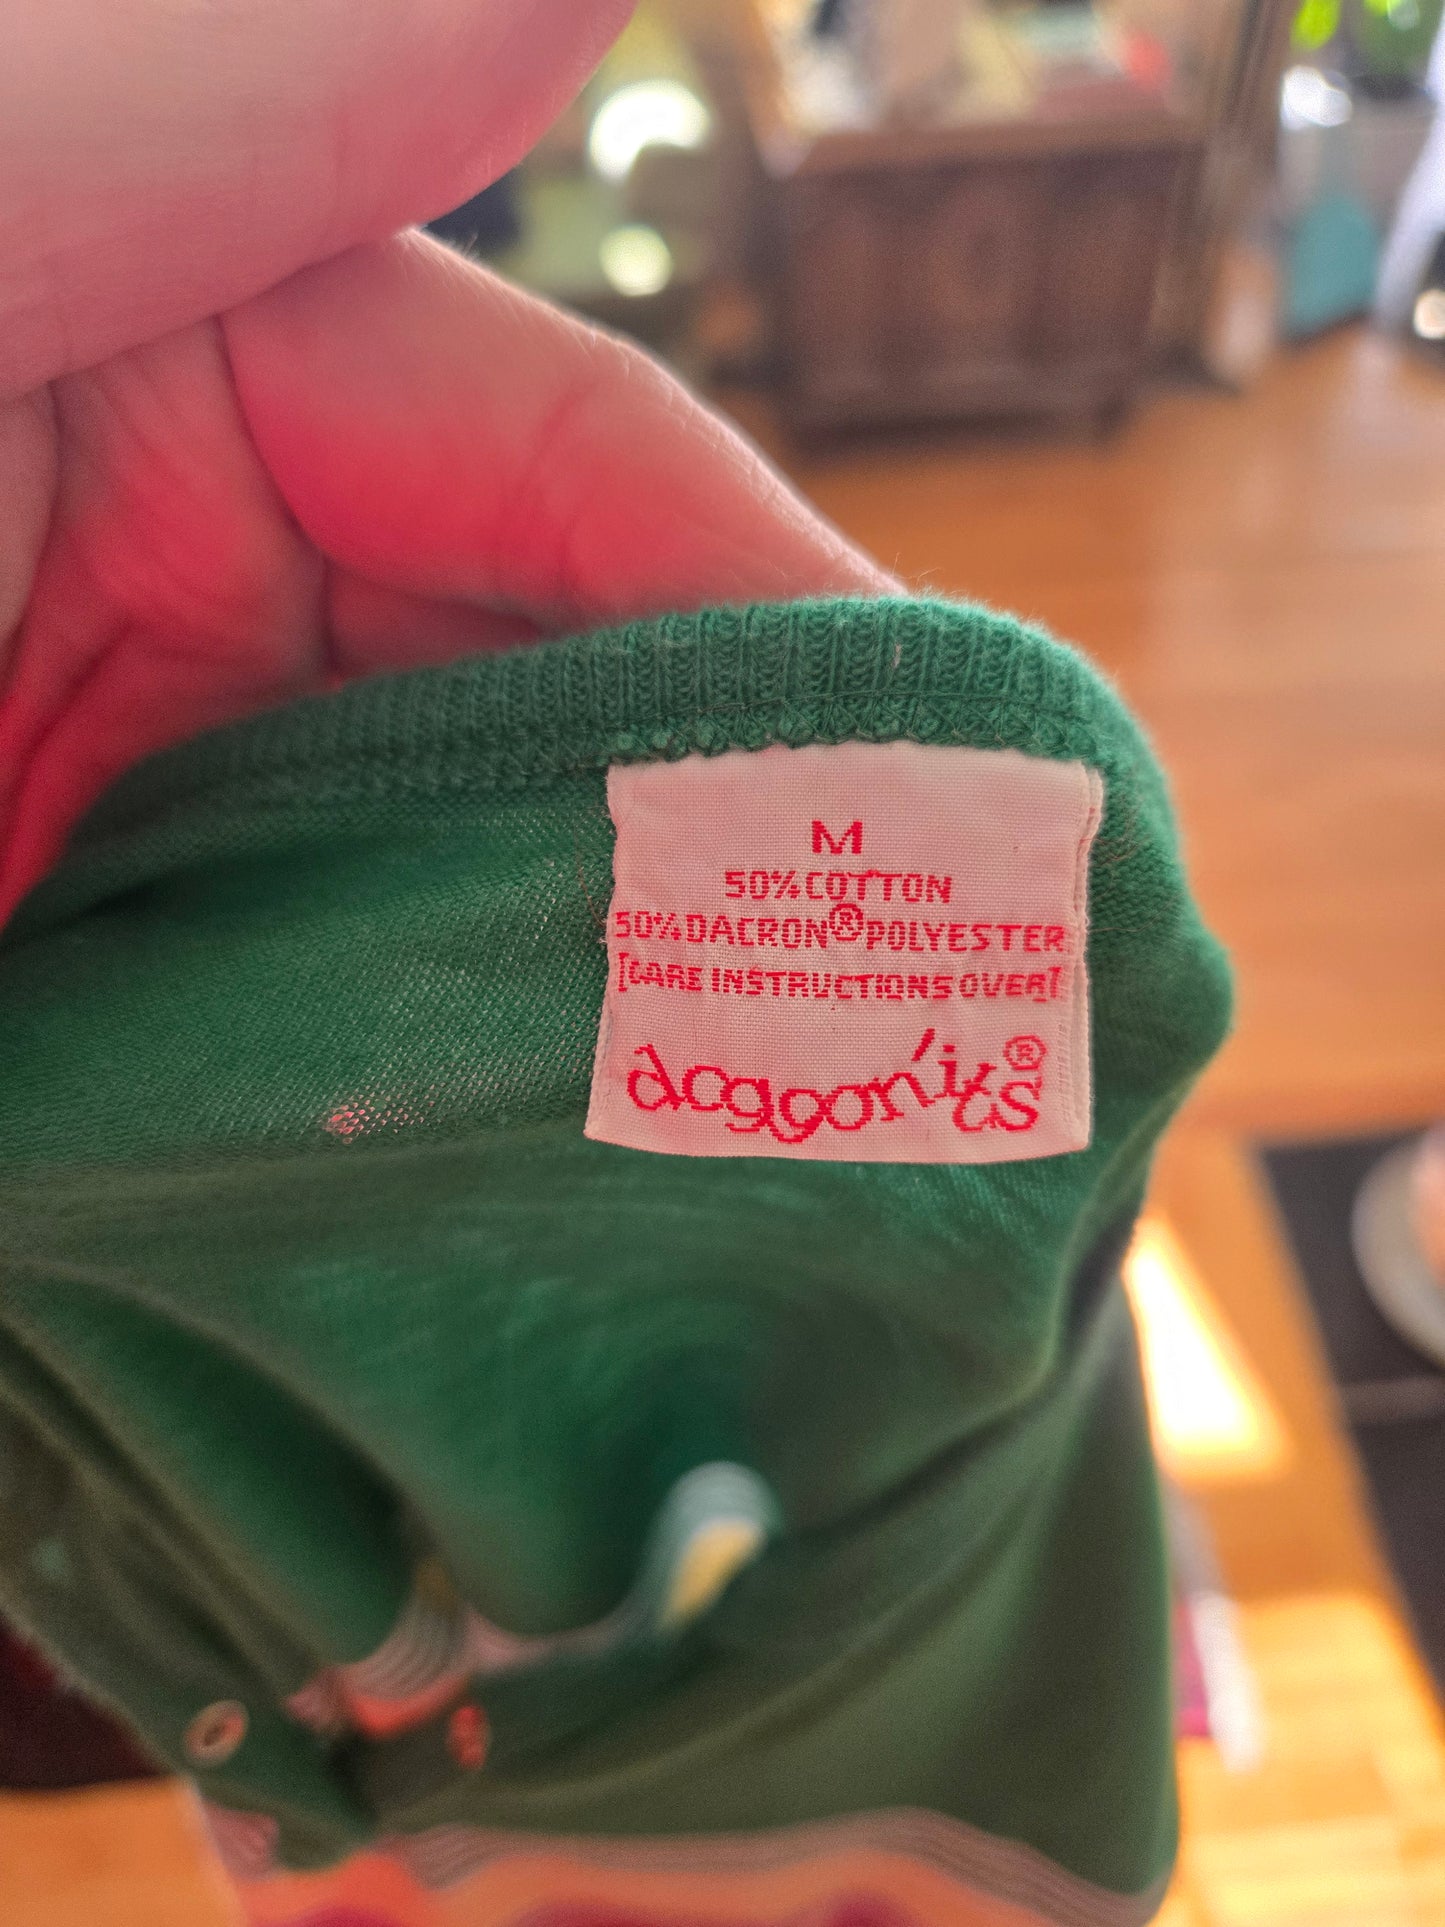 M
50% COTTON
50% DACRON® POLYESTER
[CARE INSTRUCTIONS OVER]
doggon'its®